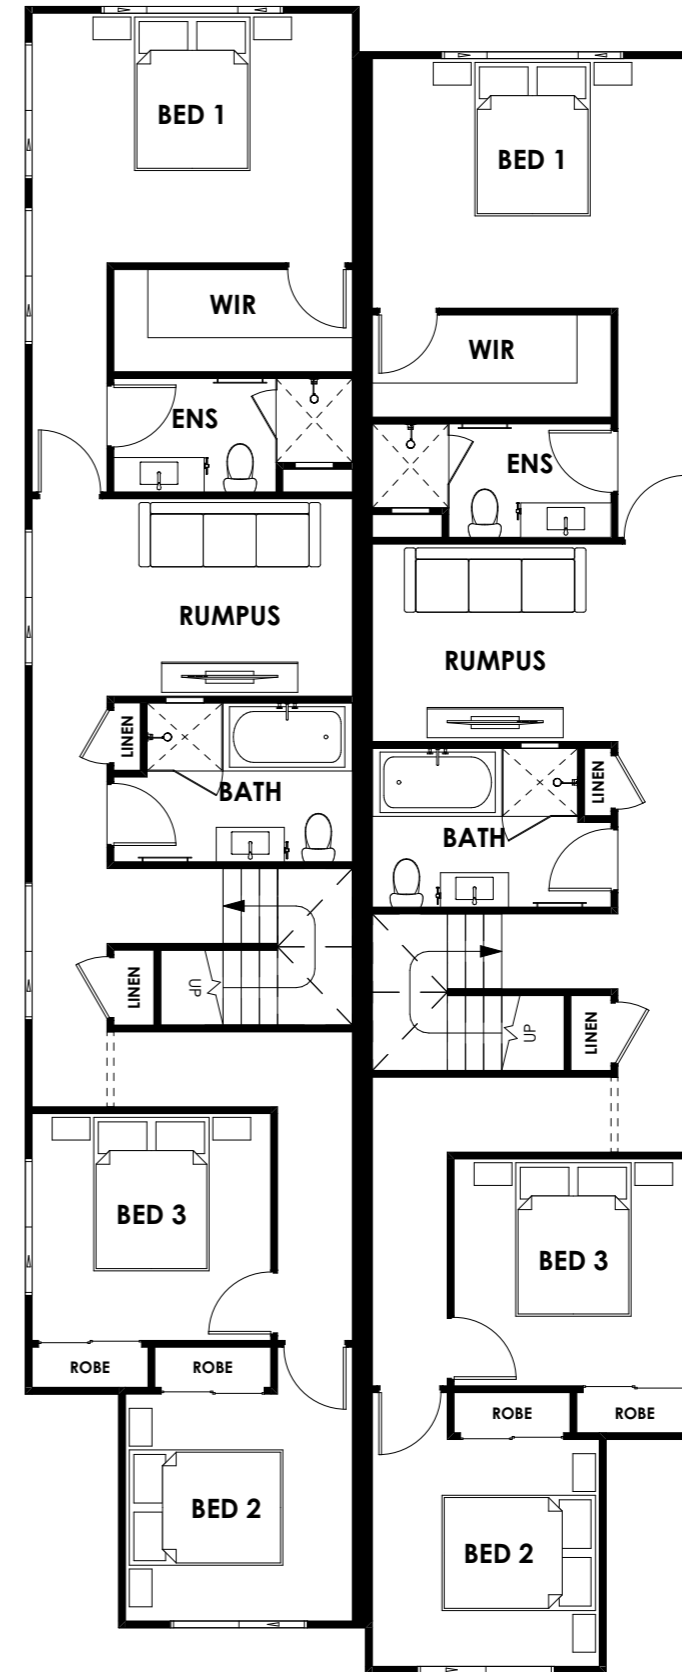 BED 1
WIR
ENS
RUMPUS
LINEN
BATH
LINEN
UP
BED 3
ROBE
ROBE
BED 2
BED 1
WIR
ENS
RUMPUS
LINEN
BATH
LINEN
UP
BED 3
ROBE
ROBE
BED 2